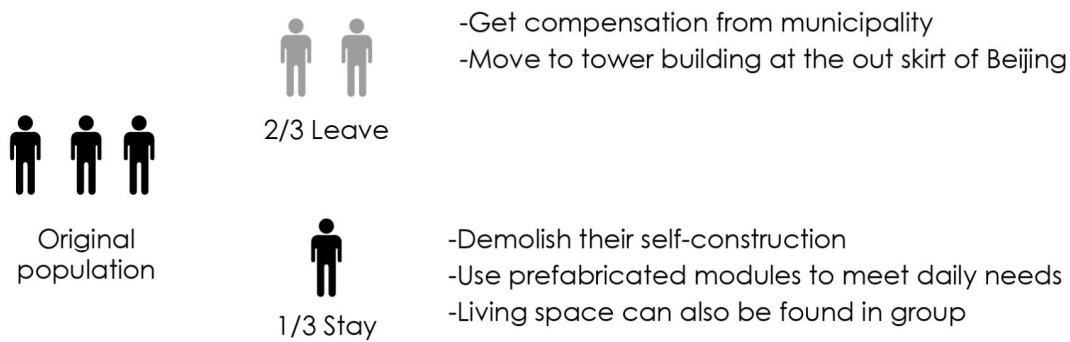 -Get compensation from municipality
-Move to tower building at the out skirt of Beijing
2/3 Leave
Original
population
-Demolish their self-construction
-Use prefabricated modules to meet daily needs
-Living space can also be found in group
1/3 Stay